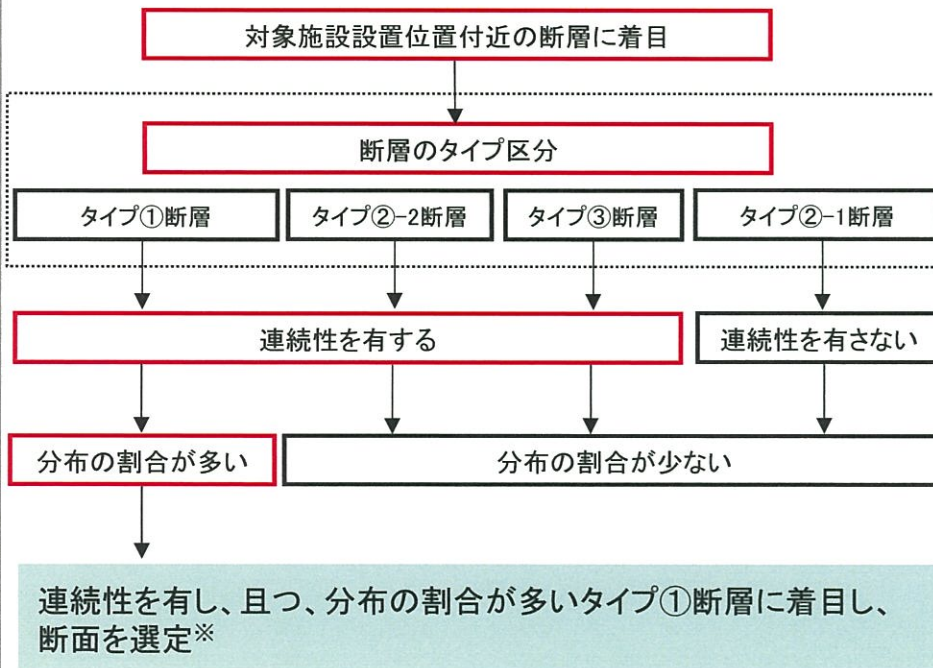 対象施設設置位置付近の断層に着目
断層のタイプ区分
タイプ①断層
タイプ②-2断層
タイプ③断層
タイプ②-1断層
連続性を有する
連続性を有さない
分布の割合が多い
分布の割合が少ない
連続性を有し、且つ、分布の割合が多いタイプ①断層に着目し、
断面を選定※